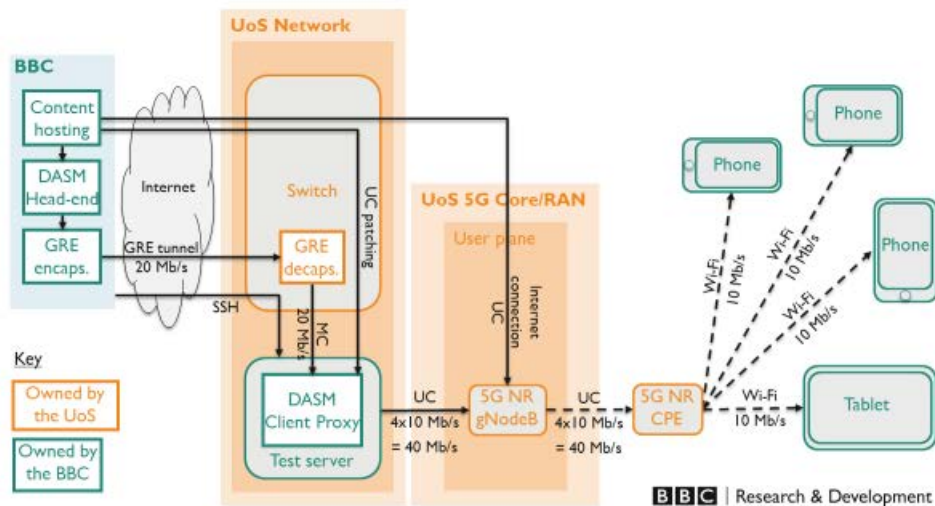 UoS Network
BBC
Content
hosting
DASM
Head-end
GRE
encaps.
Internet
GRE tunnel
20 Mb/s
SSH
Switch
GRE
decaps.
UC patching
MC
20 Mb/s
DASM
Client Proxy
Test server
UoS 5G Core/RAN
User plane
Internet
connection
UC
UC
4x10 Mb/s
= 40 Mb/s
5G NR
gNodeB
UC
4x10 Mb/s
= 40 Mb/s
5G NR
CPE
Wi-Fi
10 Mb/s
Wi-Fi
10 Mb/s
Wi-Fi
10 Mb/s
Wi-Fi
10 Mb/s
Phone
Phone
Phone
Tablet
Key
Owned by
the UoS
Owned by
the BBC
BBC | Research & Development